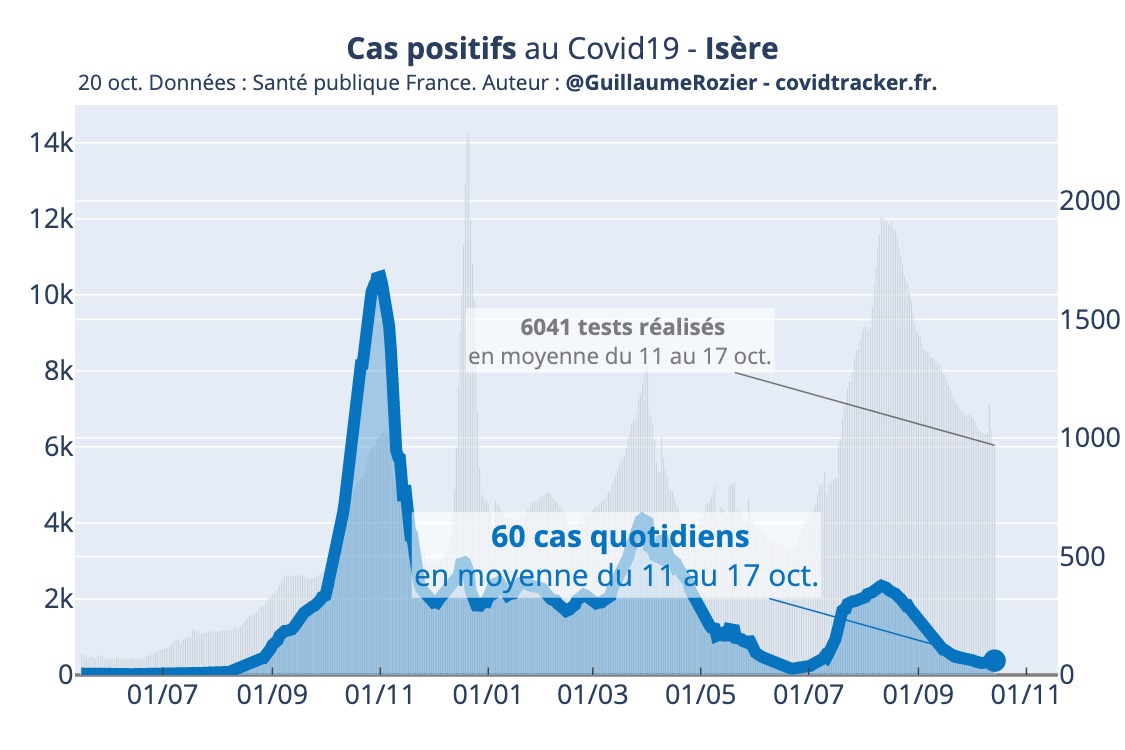 Cas positifs au Covid19 - Isère
20 oct. Données : Santé publique France. Auteur : @GuillaumeRozier - covidtracker.fr.
14k
12k
10k
8k
6k
4k
2k
0
2000
1500
1000
500
0
6041 tests réalisés
en moyenne du 11 au 17 oct.
60 cas quotidiens
en moyenne du 11 au 17 oct.
01/07 01/09 01/11 01/01 01/03 01/05 01/07 01/09 01/11